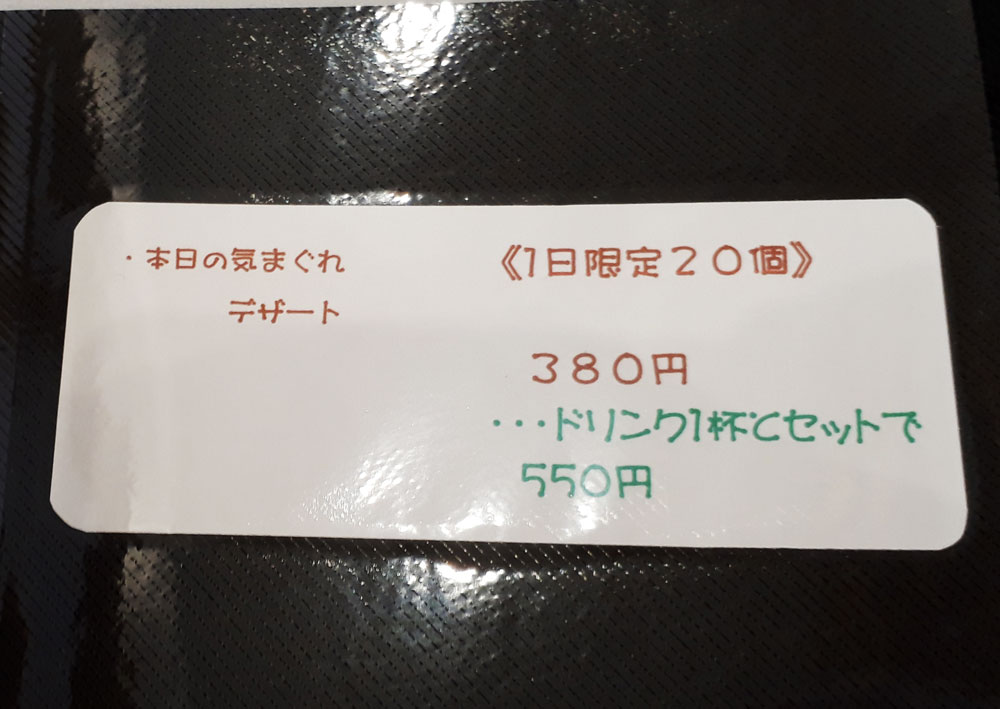 ・本日の気まぐれ
デザート
《1日限定２０個》
３８０円
・・・ドリンク1杯とセットで
550円